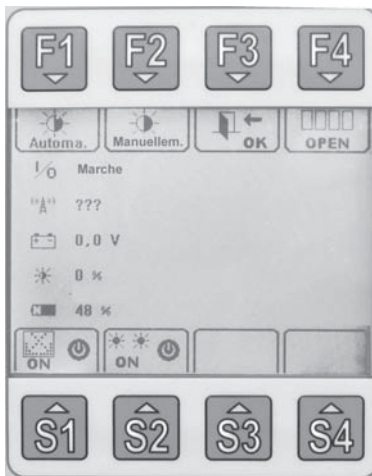 F1 F2 F3 F4
Automa. Manuellem. OK OPEN
I/O Marche
???
0,0 V
0 %
48 %
ON ON
S1 S2 S3 S4